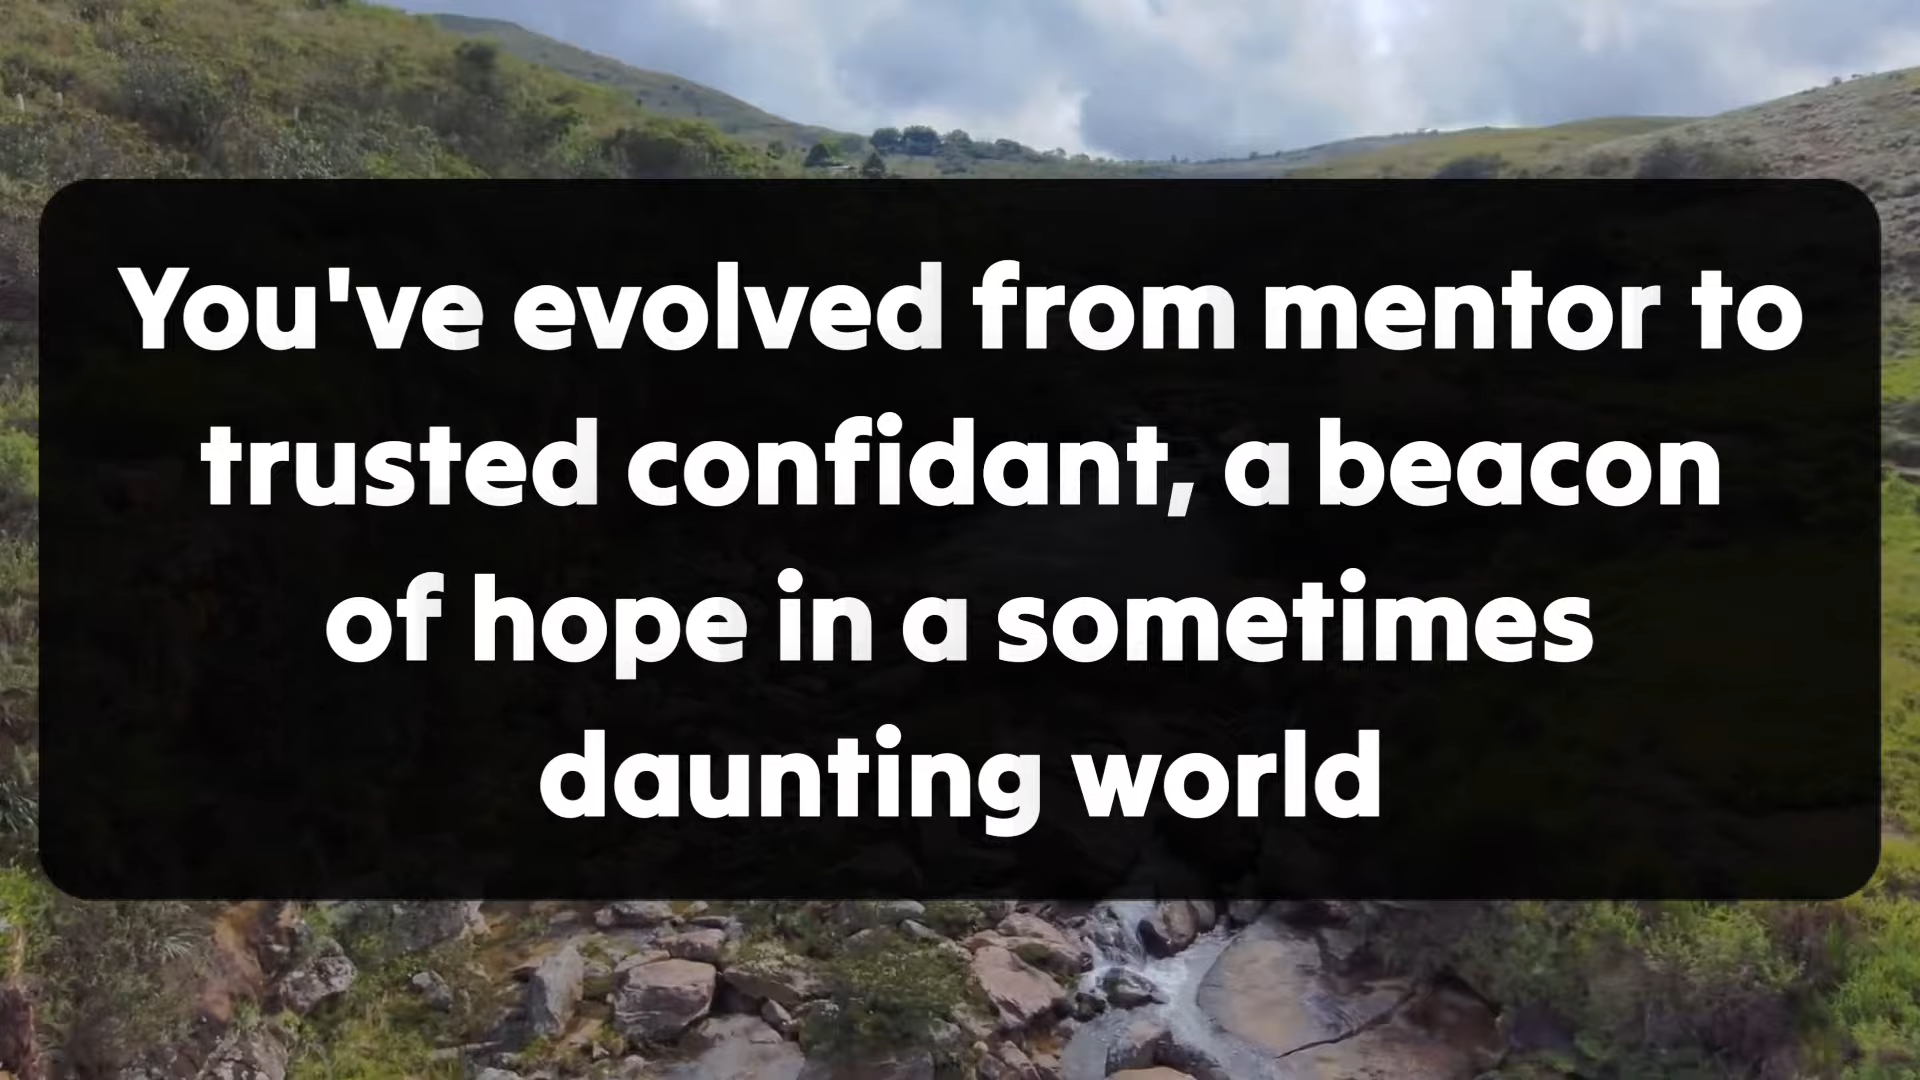 You've evolved from mentor to
trusted confidant, a beacon
of hope in a sometimes
daunting world